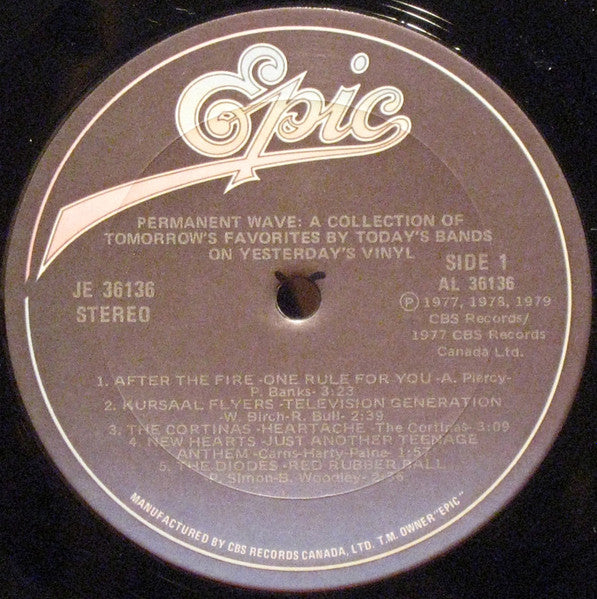 Epic
PERMANENT WAVE: A COLLECTION OF
TOMORROW'S FAVORITES BY TODAY'S BANDS
ON YESTERDAY'S VINYL
JE 36136
STEREO
SIDE 1
AL 36136
Ⓟ 1977, 1978, 1979
CBS Records/
1977 CBS Records
Canada Ltd.
1. AFTER THE FIRE -ONE RULE FOR YOU -A. Piercy-
P. Banks- 3:23
2. KURSAAL FLYERS -TELEVISION GENERATION
-W. Birch-R. Bull- 2:39
3. THE CORTINAS -HEARTACHE -The Cortinas- 3:09
4. NEW HEARTS -JUST ANOTHER TEENAGE
ANTHEM -Carns-Harty-Paine- 1:57
5. THE DIODES -RED RUBBER BALL
P. Simon-B. Woodley- 2:56
MANUFACTURED BY CBS RECORDS CANADA, LTD. T.M. OWNER "EPIC"